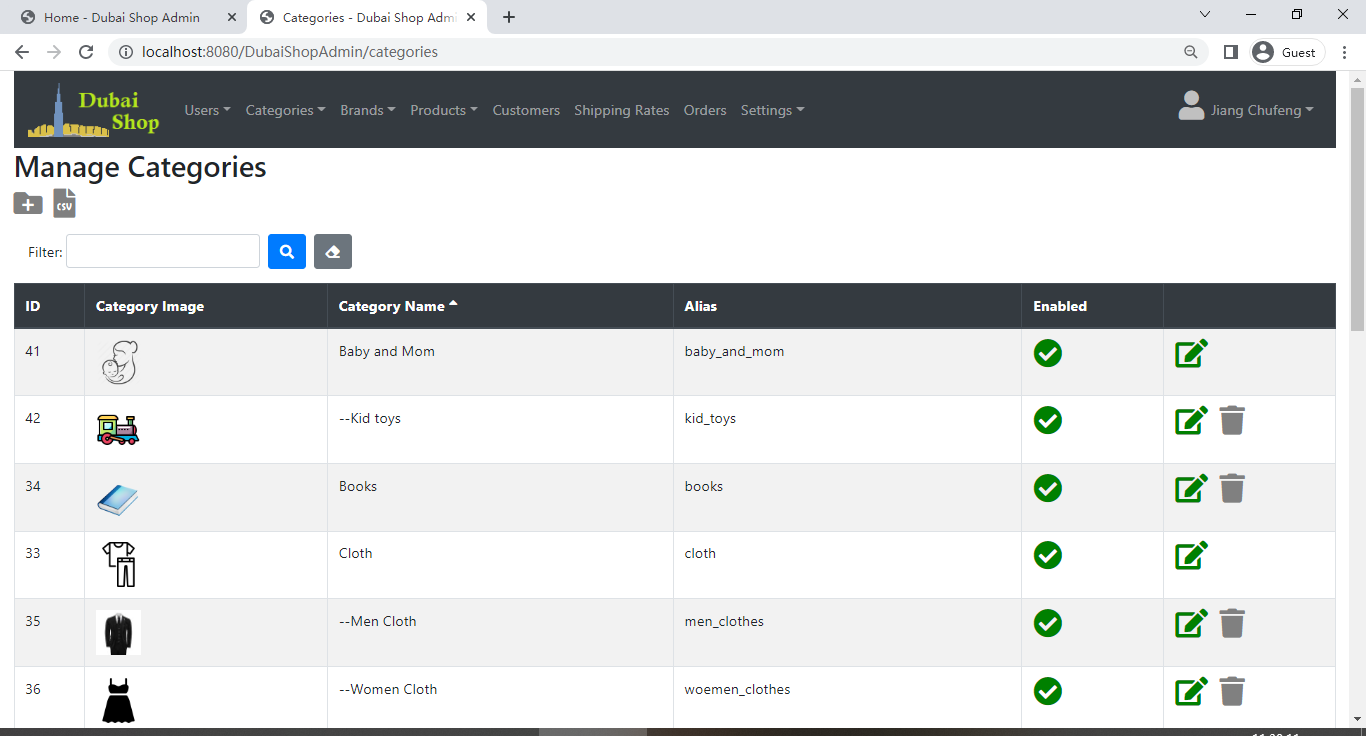 Home - Dubai Shop Admin
Categories - Dubai Shop Admi
localhost:8080/DubaiShopAdmin/categories
Guest
Dubai Shop
Users Categories Brands Products Customers Shipping Rates Orders Settings Jiang Chufeng
Manage Categories
CSV
Filter:
ID Category Image Category Name Alias Enabled
41 Baby and Mom baby_and_mom
42 --Kid toys kid_toys
34 Books books
33 Cloth cloth
35 --Men Cloth men_clothes
36 --Women Cloth woemen_clothes